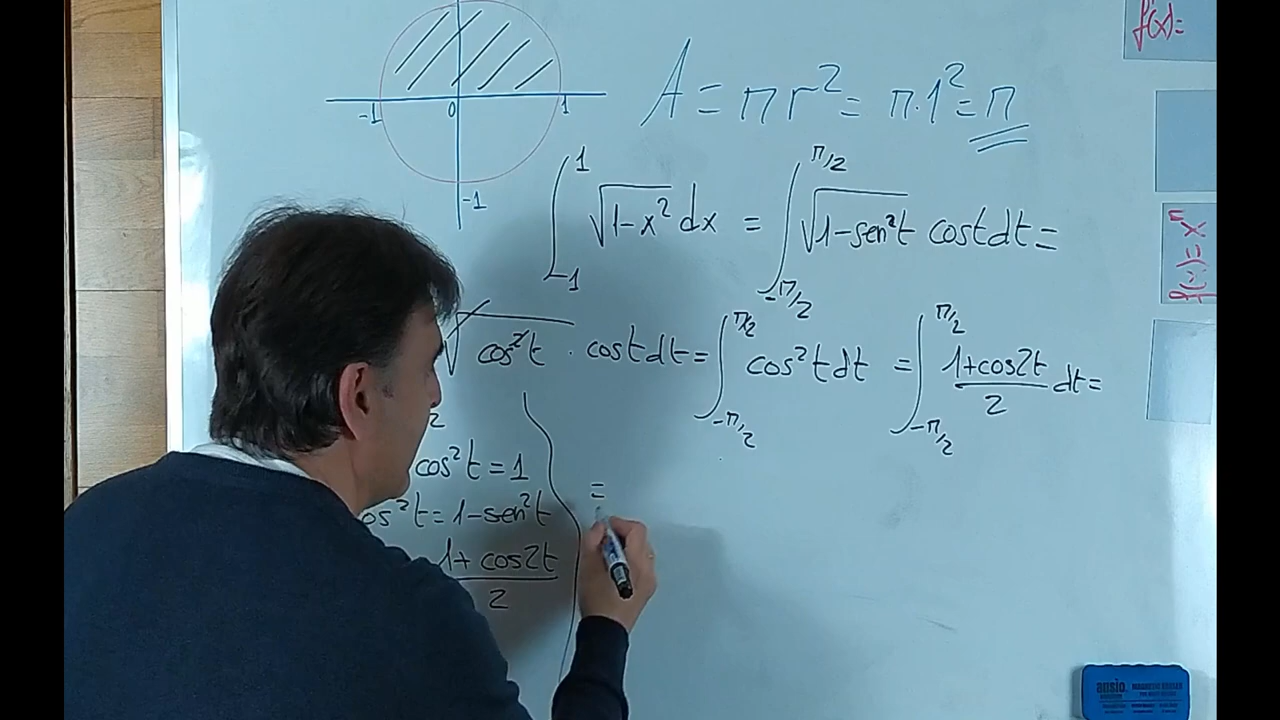 f'(x)=
-1 0 1
A = πr² = π·1² = π
-1
∫₋₁¹ √(1-x²) dx = ∫_{-π/2}^{π/2} √(1-sen²t) cost dt =
√(cos²t) · cost dt = ∫_{-π/2}^{π/2} cos²t dt = ∫_{-π/2}^{π/2} (1+cos2t)/2 dt =
cos²t = 1
cos²t = 1-sen²t
(1+cos2t)/2
=
ansio